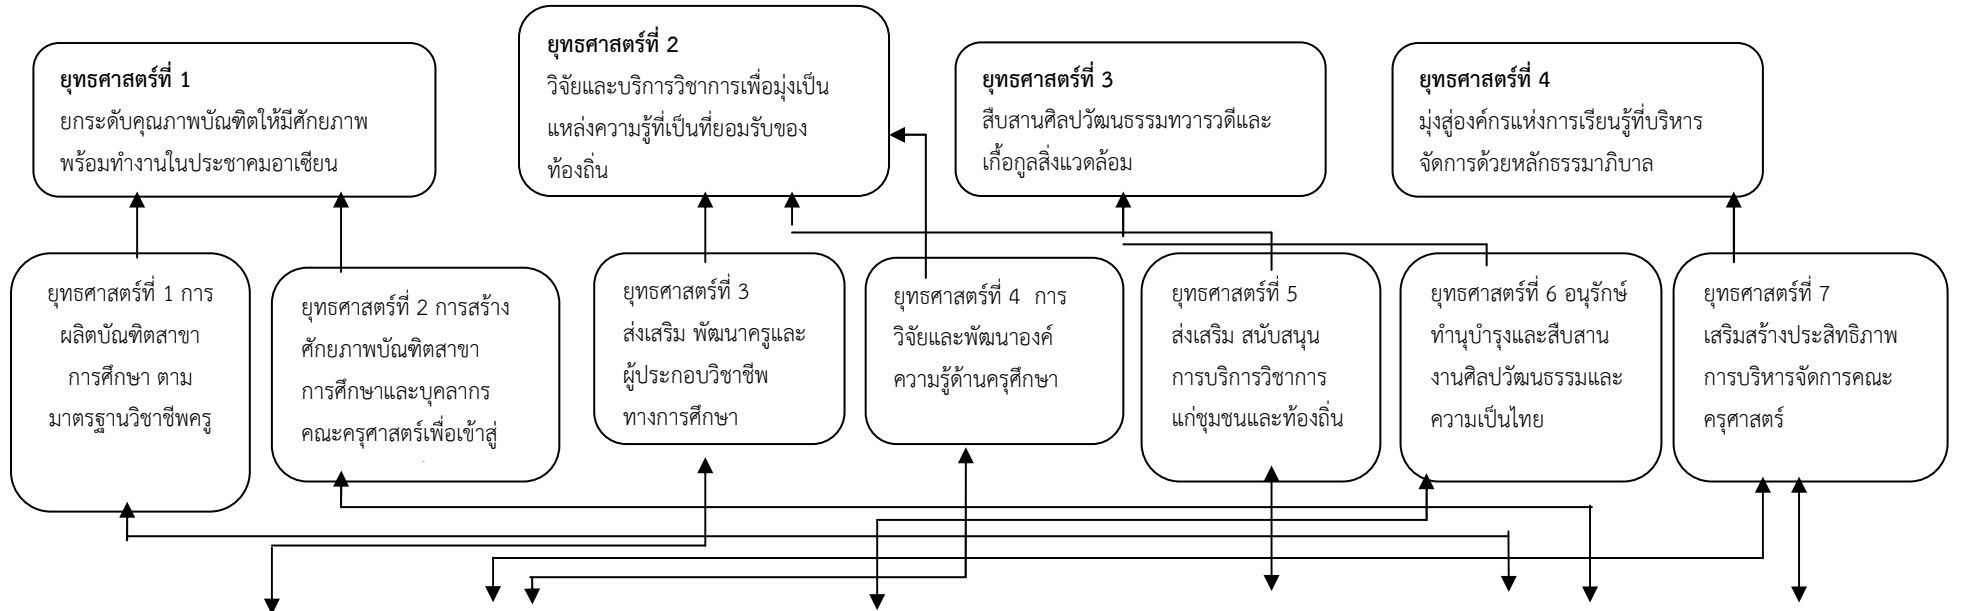 ยุทธศาสตร์ที่ 1
ยกระดับคุณภาพบัณฑิตให้มีศักยภาพ
พร้อมทำงานในประชาคมอาเซียน
ยุทธศาสตร์ที่ 2
วิจัยและบริการวิชาการเพื่อมุ่งเป็น
แหล่งความรู้ที่เป็นที่ยอมรับของ
ท้องถิ่น
ยุทธศาสตร์ที่ 3
สืบสานศิลปวัฒนธรรมทวารวดีและ
เกื้อกูลสิ่งแวดล้อม
ยุทธศาสตร์ที่ 4
มุ่งสู่องค์กรแห่งการเรียนรู้ที่บริหาร
จัดการด้วยหลักธรรมาภิบาล
ยุทธศาสตร์ที่ 1 การ
ผลิตบัณฑิตสาขา
การศึกษา ตาม
มาตรฐานวิชาชีพครู
ยุทธศาสตร์ที่ 2 การสร้าง
ศักยภาพบัณฑิตสาขา
การศึกษาและบุคลากร
คณะครุศาสตร์เพื่อเข้าสู่
ยุทธศาสตร์ที่ 3
ส่งเสริม พัฒนาครูและ
ผู้ประกอบวิชาชีพ
ทางการศึกษา
ยุทธศาสตร์ที่ 4 การ
วิจัยและพัฒนาองค์
ความรู้ด้านครุศึกษา
ยุทธศาสตร์ที่ 5
ส่งเสริม สนับสนุน
การบริการวิชาการ
แก่ชุมชนและท้องถิ่น
ยุทธศาสตร์ที่ 6 อนุรักษ์
ทำนุบำรุงและสืบสาน
งานศิลปวัฒนธรรมและ
ความเป็นไทย
ยุทธศาสตร์ที่ 7
เสริมสร้างประสิทธิภาพ
การบริหารจัดการคณะ
ครุศาสตร์